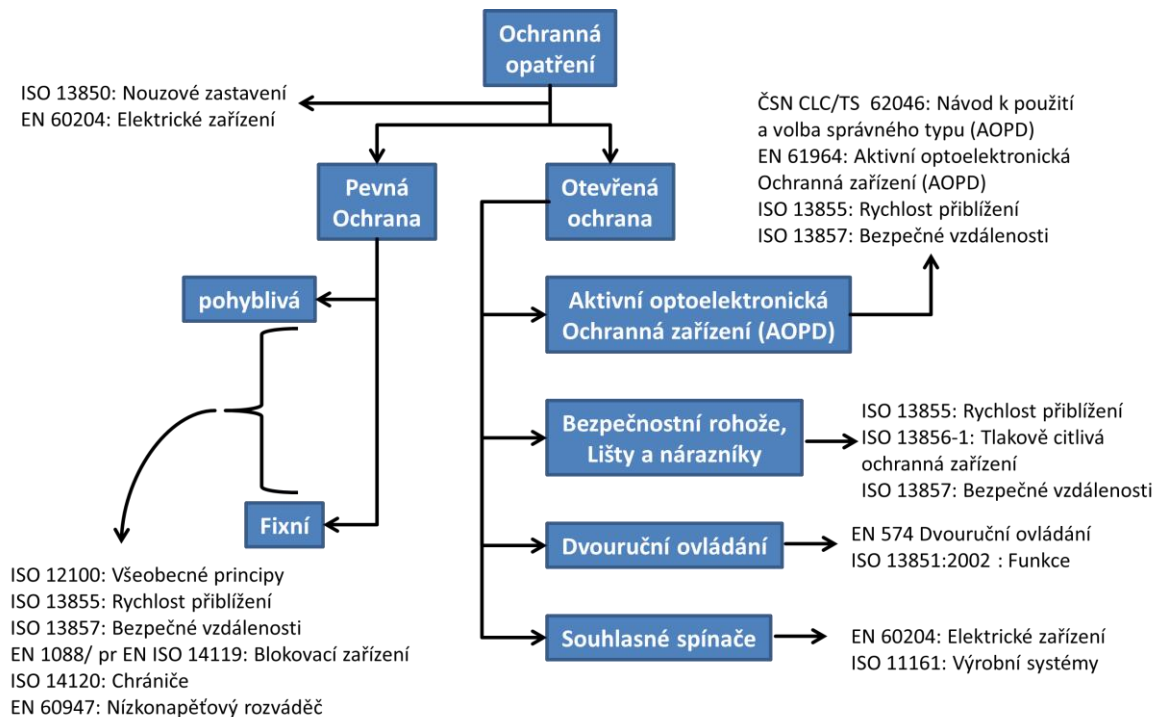 Ochranná
opatření
ISO 13850: Nouzové zastavení
EN 60204: Elektrické zařízení
ČSN CLC/TS 62046: Návod k použití
a volba správného typu (AOPD)
EN 61964: Aktivní optoelektronická
Ochranná zařízení (AOPD)
ISO 13855: Rychlost přiblížení
ISO 13857: Bezpečné vzdálenosti
Pevná
Ochrana
Otevřená
ochrana
pohyblivá
Aktivní optoelektronická
Ochranná zařízení (AOPD)
Bezpečnostní rohože,
Lišty a nárazníky
ISO 13855: Rychlost přiblížení
ISO 13856-1: Tlakově citlivá
ochranná zařízení
ISO 13857: Bezpečné vzdálenosti
Fixní
Dvouruční ovládání
EN 574 Dvouruční ovládání
ISO 13851:2002 : Funkce
ISO 12100: Všeobecné principy
ISO 13855: Rychlost přiblížení
ISO 13857: Bezpečné vzdálenosti
EN 1088/ pr EN ISO 14119: Blokovací zařízení
ISO 14120: Chrániče
EN 60947: Nízkonapěťový rozváděč
Souhlasné spínače
EN 60204: Elektrické zařízení
ISO 11161: Výrobní systémy